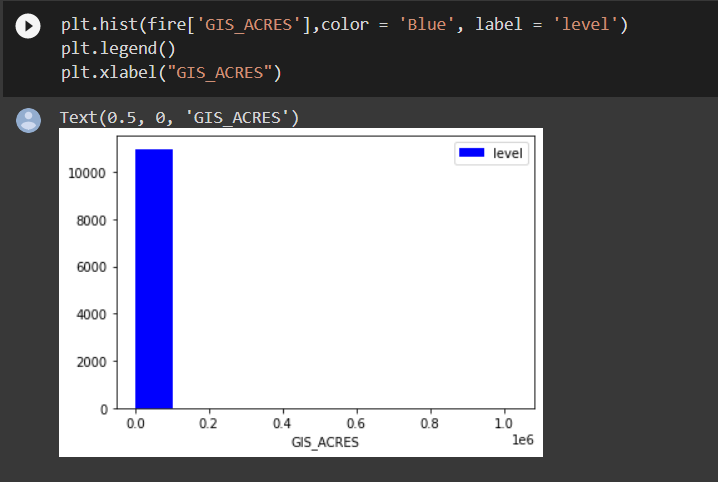 plt.hist(fire['GIS_ACRES'],color = 'Blue', label = 'level')
plt.legend()
plt.xlabel("GIS_ACRES")
Text(0.5, 0, 'GIS_ACRES')
level
10000
8000
6000
4000
2000
0
0.0 0.2 0.4 0.6 0.8 1.0
1e6
GIS_ACRES